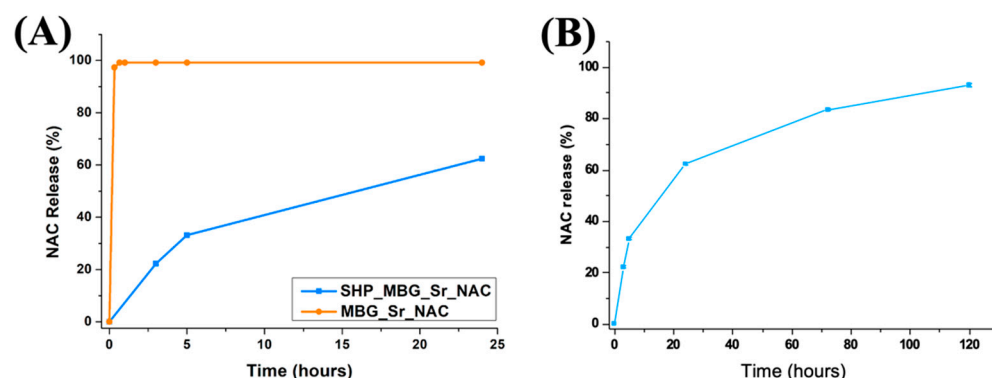 (A)
NAC Release (%)
100
80
60
40
20
0
0 5 10 15 20 25
Time (hours)
SHP_MBG_Sr_NAC
MBG_Sr_NAC
(B)
NAC release (%)
100
80
60
40
20
0
0 20 40 60 80 100 120
Time (hours)